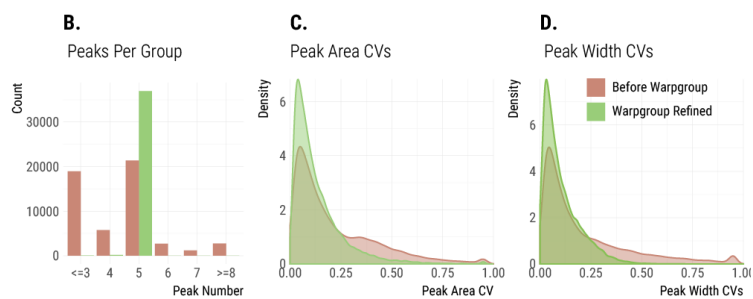 B.
Peaks Per Group
Count
30000
20000
10000
0
<=3 4 5 6 7 >=8
Peak Number
C.
Peak Area CVs
Density
6
4
2
0
0.00 0.25 0.50 0.75 1.00
Peak Area CV
D.
Peak Width CVs
Density
Before Warpgroup
Warpgroup Refined
6
4
2
0
0.00 0.25 0.50 0.75 1.00
Peak Width CVs